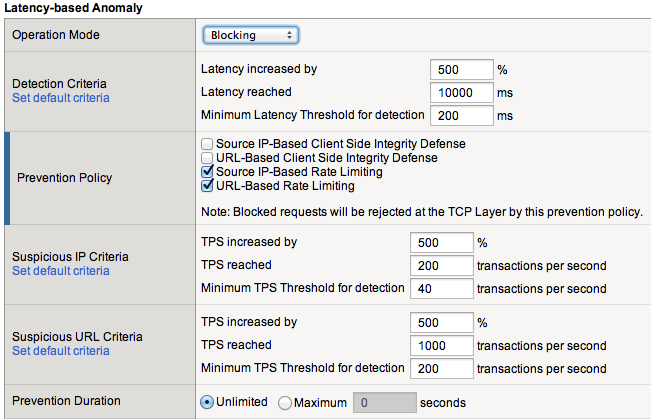 Latency-based Anomaly
Operation Mode
Blocking
Detection Criteria
Set default criteria
Latency increased by 500 %
Latency reached 10000 ms
Minimum Latency Threshold for detection 200 ms
Prevention Policy
Source IP-Based Client Side Integrity Defense
URL-Based Client Side Integrity Defense
Source IP-Based Rate Limiting
URL-Based Rate Limiting
Note: Blocked requests will be rejected at the TCP Layer by this prevention policy.
Suspicious IP Criteria
Set default criteria
TPS increased by 500 %
TPS reached 200 transactions per second
Minimum TPS Threshold for detection 40 transactions per second
Suspicious URL Criteria
Set default criteria
TPS increased by 500 %
TPS reached 1000 transactions per second
Minimum TPS Threshold for detection 200 transactions per second
Prevention Duration
Unlimited Maximum 0 seconds